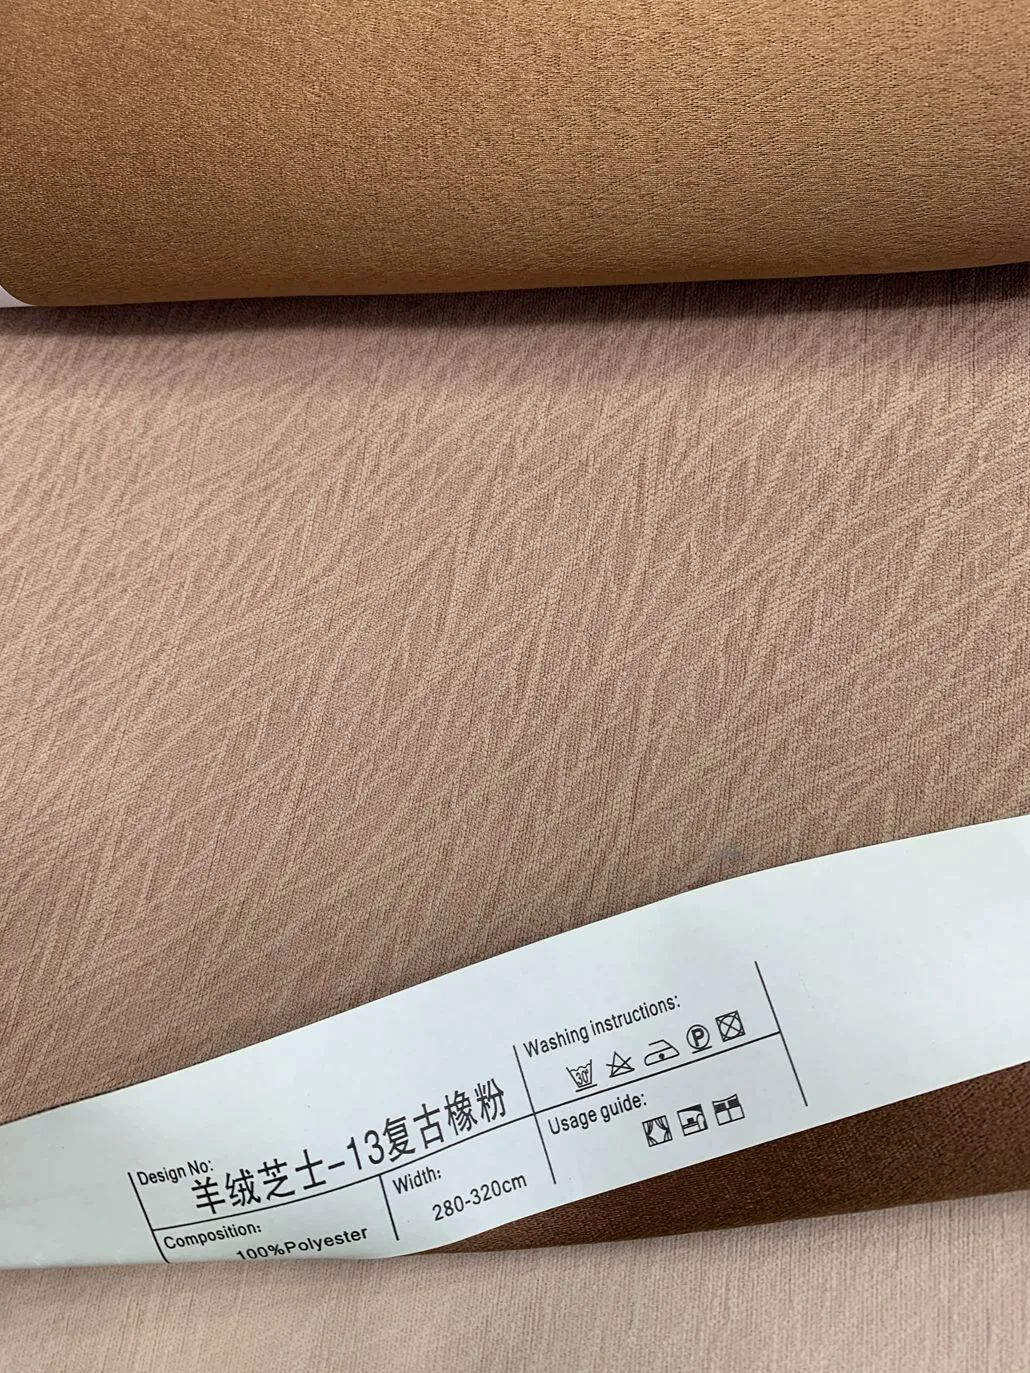 Design No:
羊绒芝士-13复古橡粉
Composition:
100%Polyester
Width:
280-320cm
Washing instructions:
30°
P
Usage guide: